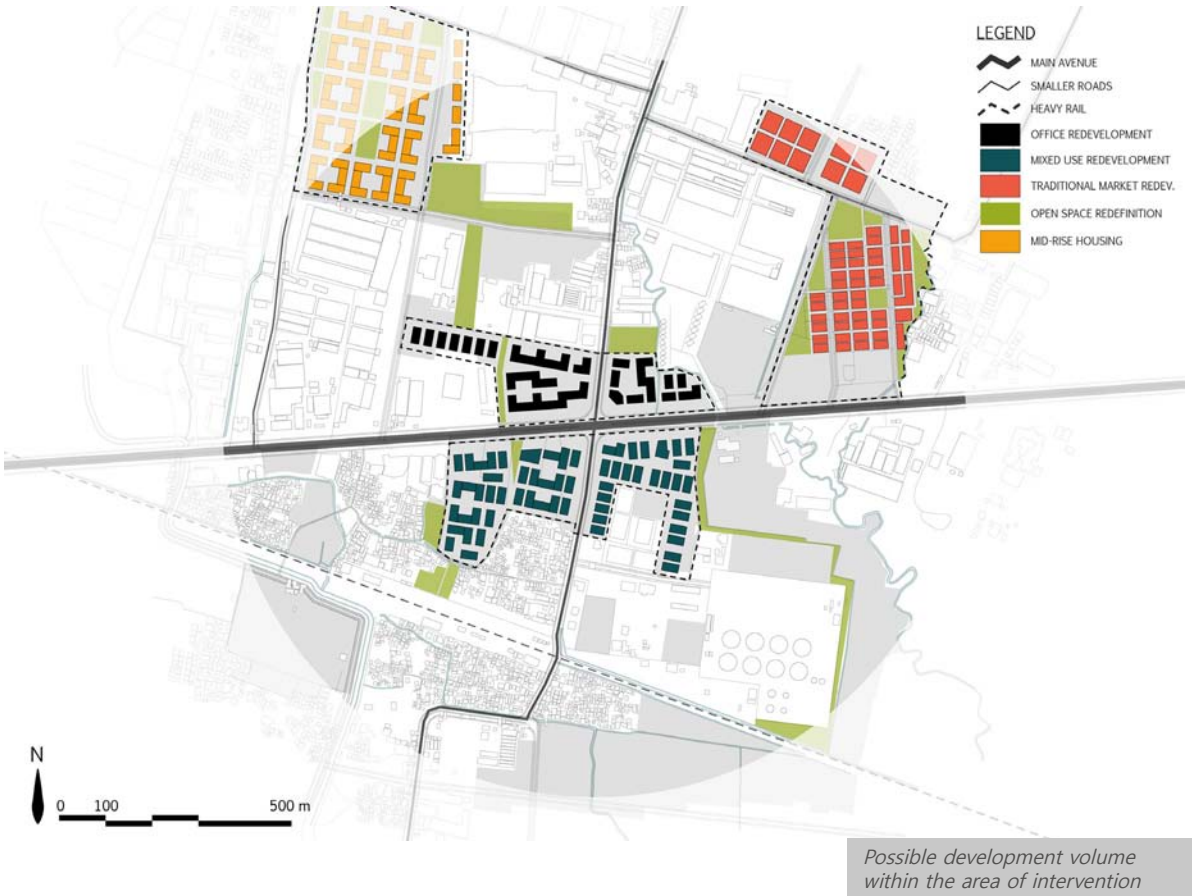 LEGEND
MAIN AVENUE
SMALLER ROADS
HEAVY RAIL
OFFICE REDEVELOPMENT
MIXED USE REDEVELOPMENT
TRADITIONAL MARKET REDEV.
OPEN SPACE REDEFINITION
MID-RISE HOUSING
N
0 100 500 m
Possible development volume
within the area of intervention